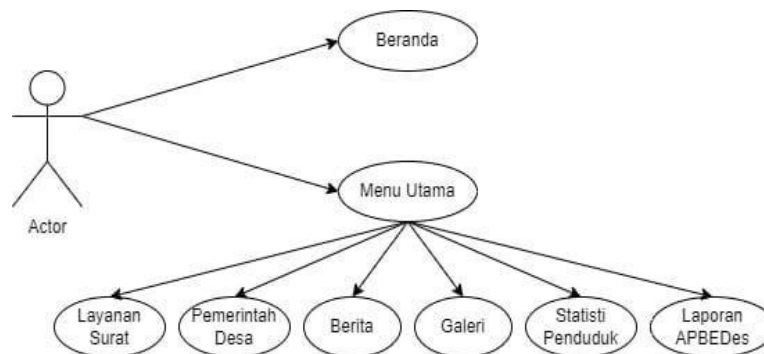 Beranda
Menu Utama
Actor
Layanan
Surat
Pemerintah
Desa
Berita
Galeri
Statisti
Penduduk
Laporan
APBEDes